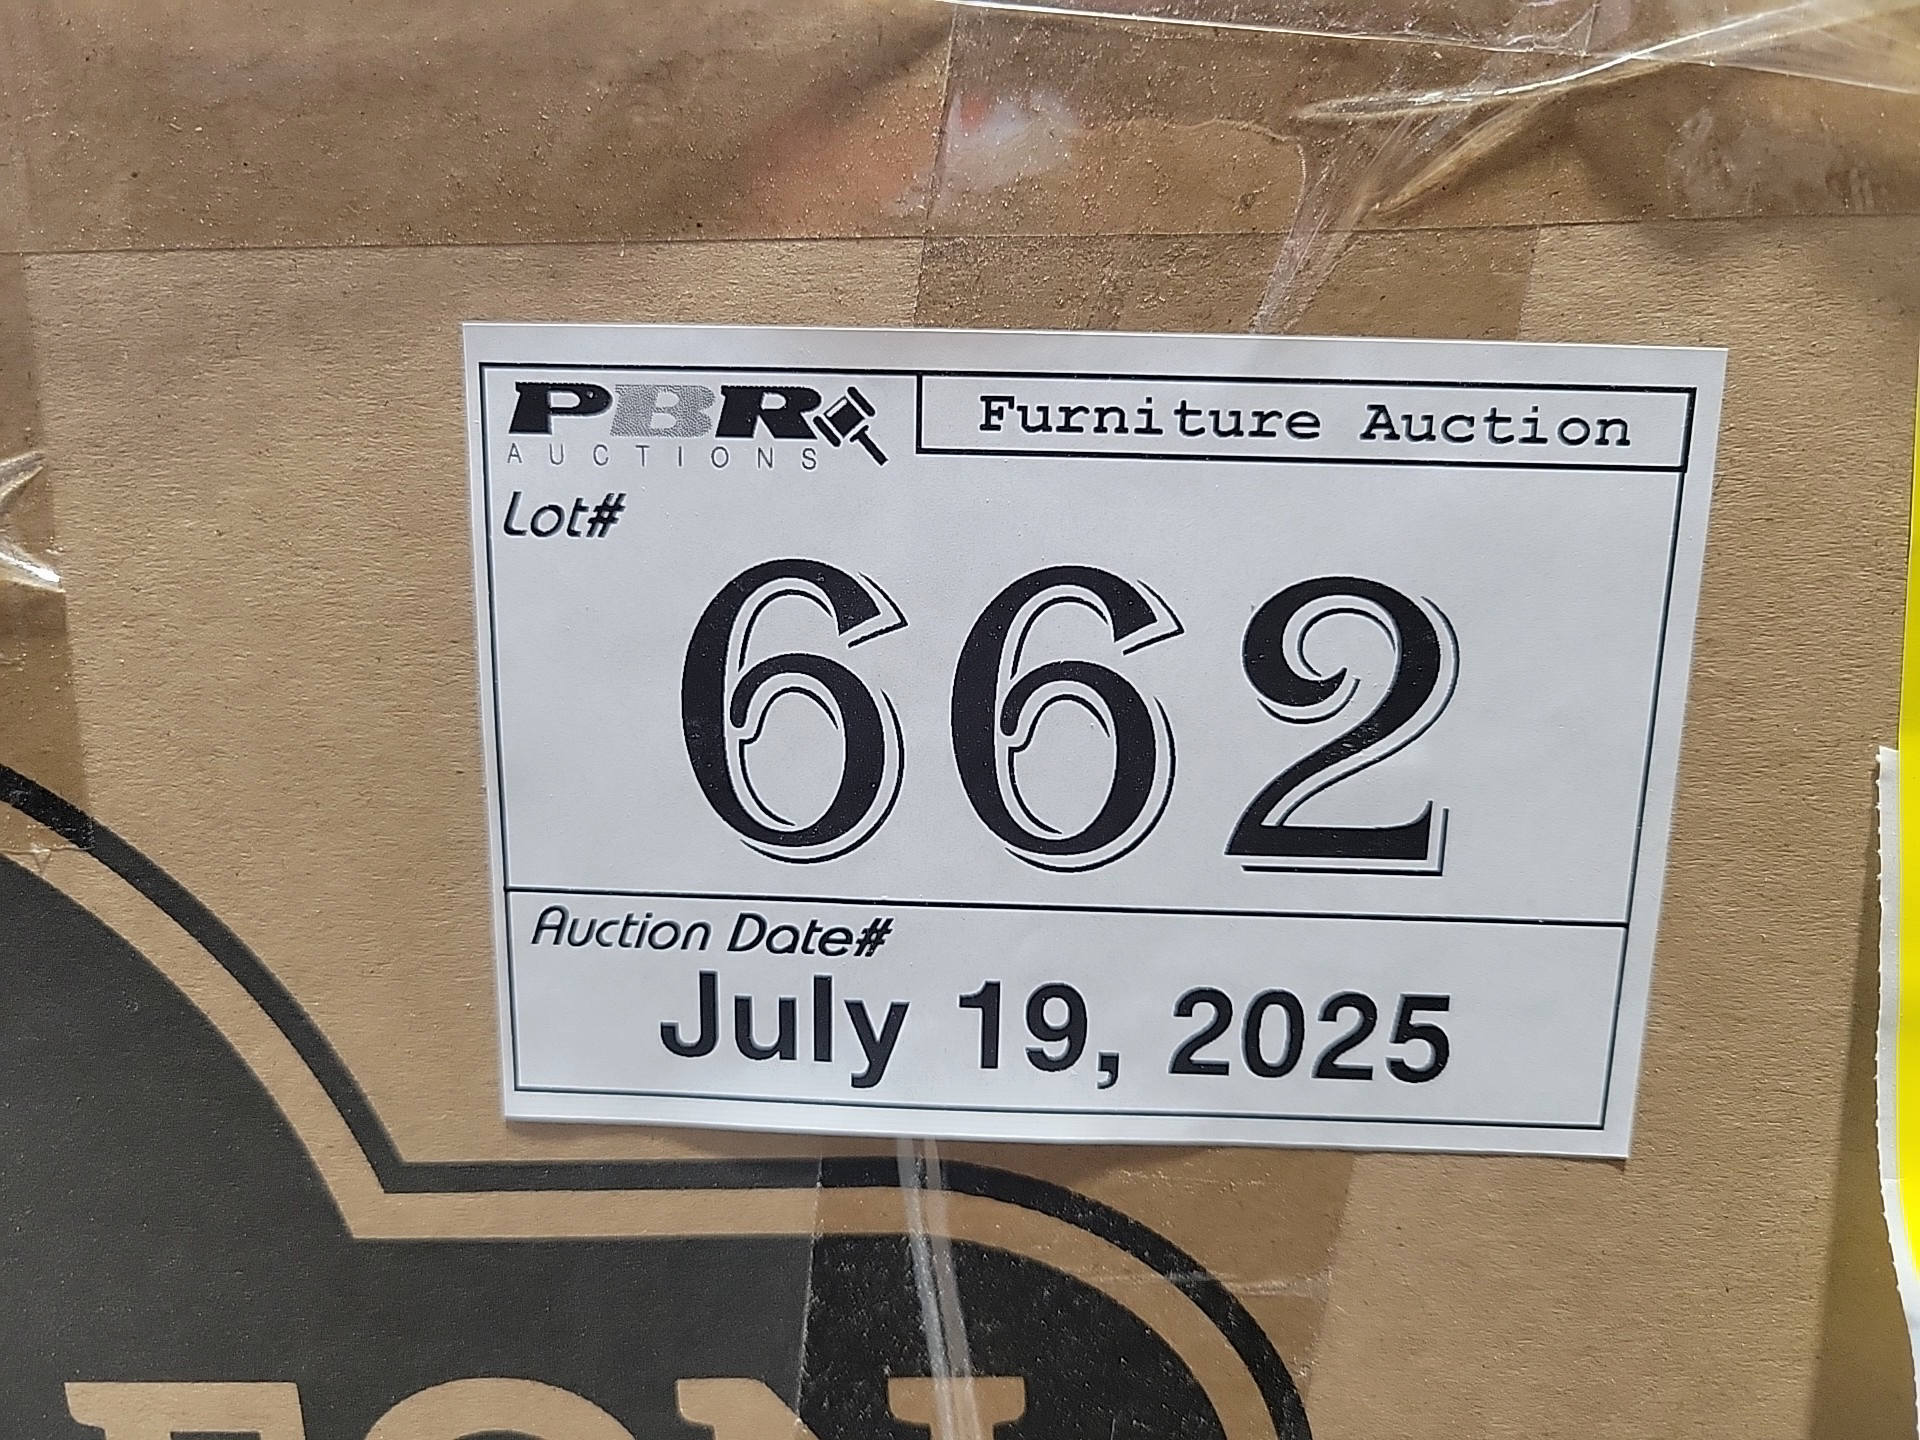 PBR
AUCTIONS
Furniture Auction
Lot#
662
Auction Date#
July 19, 2025